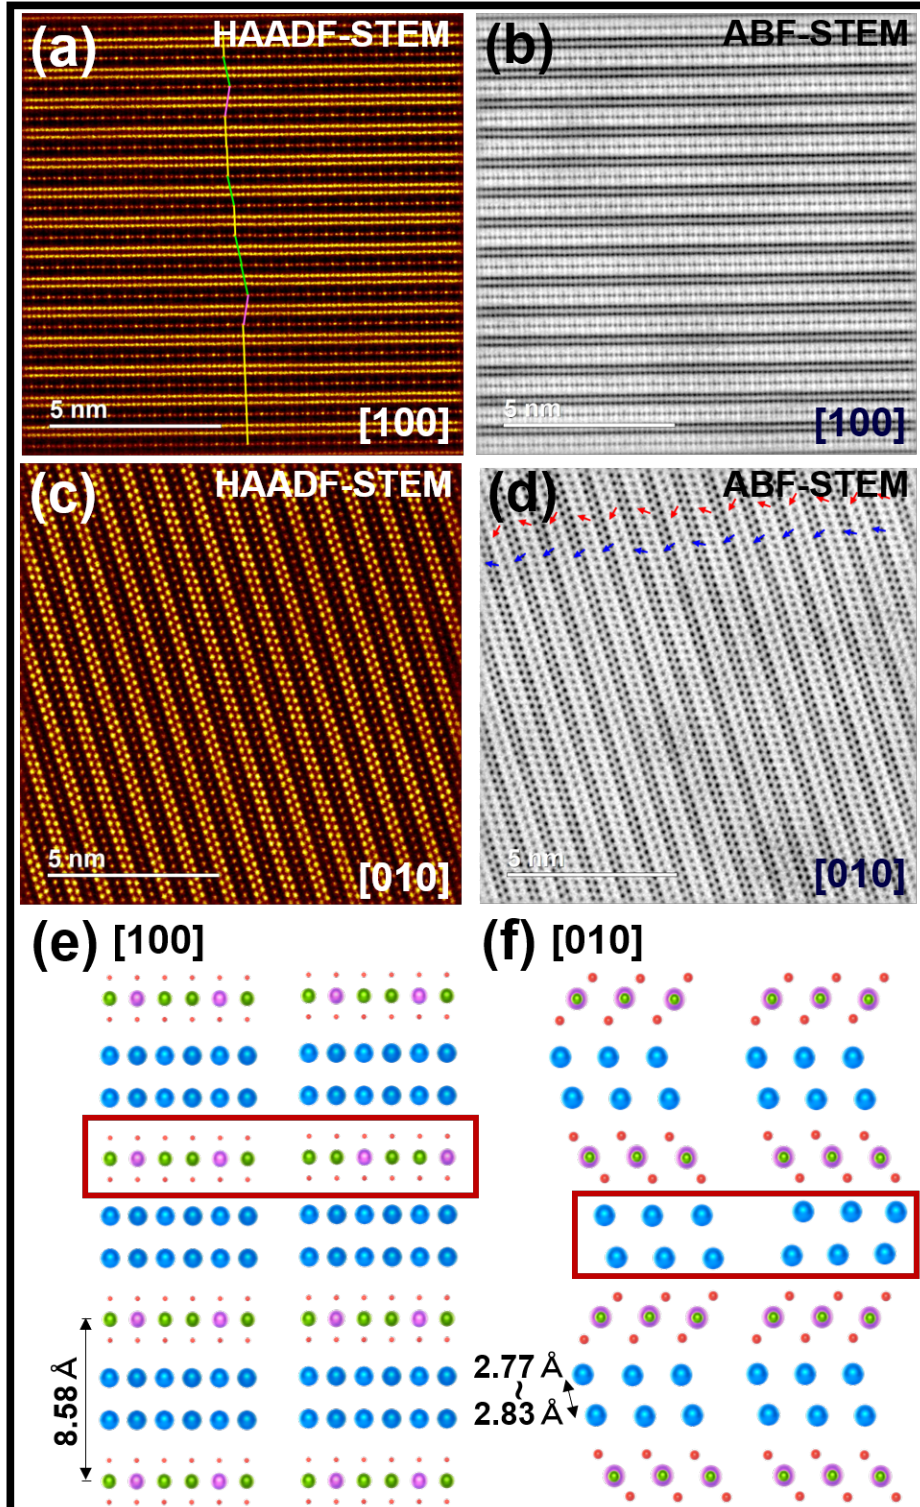 (a) HAADF-STEM
5 nm
[100]
(b) ABF-STEM
5 nm
[100]
(c) HAADF-STEM
5 nm
[010]
(d) ABF-STEM
5 nm
[010]
(e) [100]
8.58 Å
(f) [010]
2.77 Å
~
2.83 Å